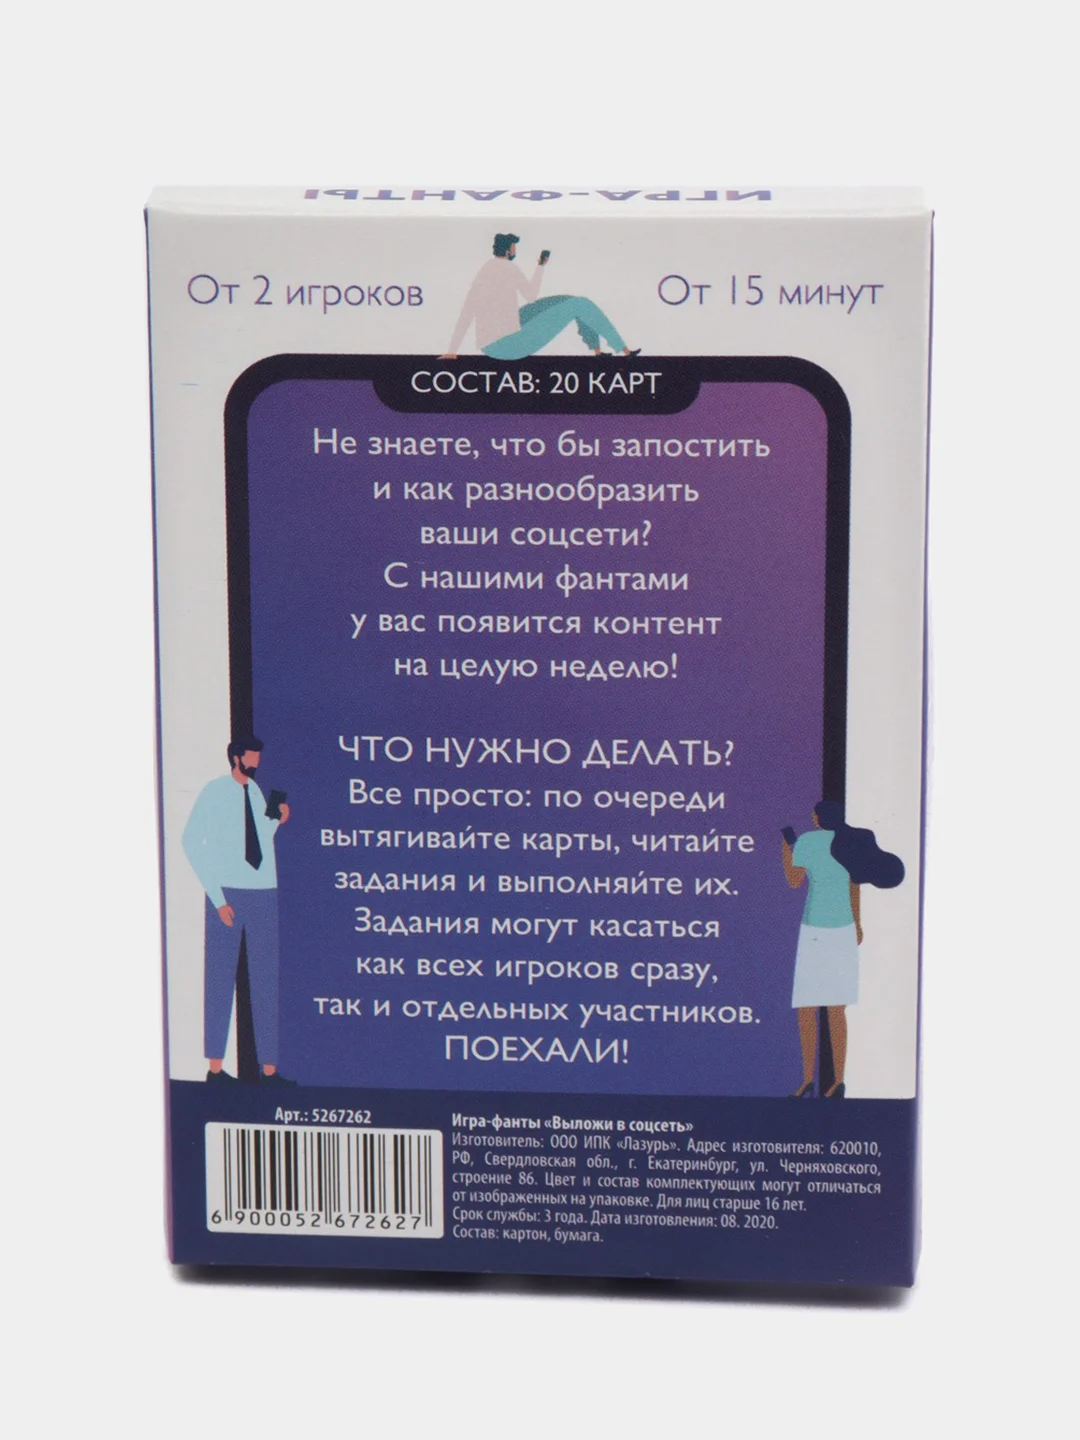 ИГРА-ФАНТЫ
От 2 игроков
От 15 минут
СОСТАВ: 20 КАРТ
Не знаете, что бы запостить
и как разнообразить
ваши соцсети?
С нашими фантами
у вас появится контент
на целую неделю!
ЧТО НУЖНО ДЕЛАТЬ?
Все просто: по очереди
вытягивайте карты, читайте
задания и выполняйте их.
Задания могут касаться
как всех игроков сразу,
так и отдельных участников.
ПОЕХАЛИ!
Арт.: 5267262
6 900052 672627
Игра-фанты «Выложи в соцсеть»
Изготовитель: ООО ИПК «Лазурь». Адрес изготовителя: 620010,
РФ, Свердловская обл., г. Екатеринбург, ул. Черняховского,
строение 86. Цвет и состав комплектующих могут отличаться
от изображенных на упаковке. Для лиц старше 16 лет.
Срок службы: 3 года. Дата изготовления: 08. 2020.
Состав: картон, бумага.